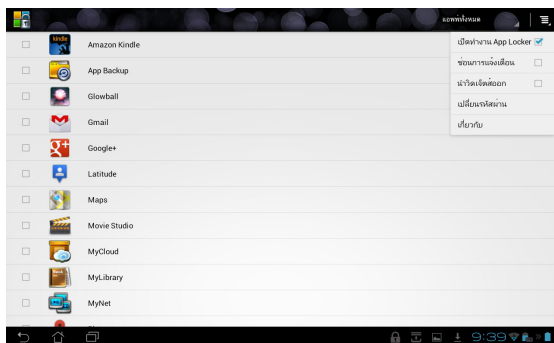 แอพพ์ทั้งหมด
เปิดทำงาน App Locker
ซ่อนการแจ้งเตือน
นำวิดเจ็ตส์ออก
เปลี่ยนรหัสผ่าน
เกี่ยวกับ
kindle
Amazon Kindle
App Backup
Glowball
Gmail
Google+
Latitude
Maps
Movie Studio
MyCloud
MyLibrary
MyNet
9:39